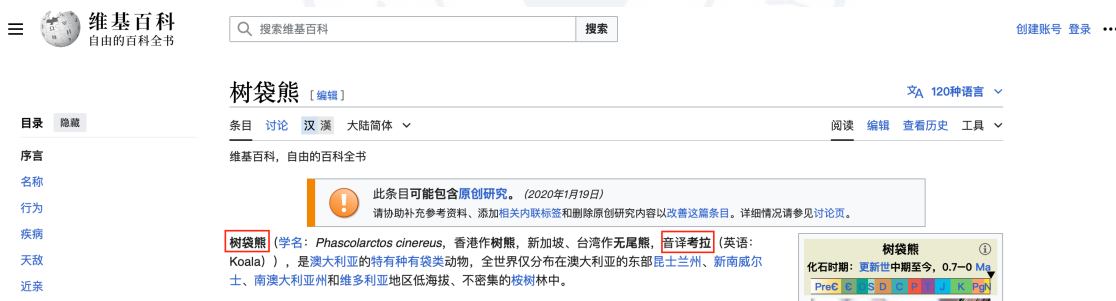 维基百科
自由的百科全书
搜索维基百科
搜索
创建账号 登录
树袋熊 [编辑]
120种语言
目录 隐藏
条目 讨论 汉 漢 大陆简体
阅读 编辑 查看历史 工具
序言
维基百科，自由的百科全书
名称
行为
疾病
天敌
近亲
此条目可能包含原创研究。 (2020年1月19日)
请协助补充参考资料、添加相关内联标签和删除原创研究内容以改善这篇条目。详细情况请参见讨论页。
树袋熊（学名：Phascolarctos cinereus，香港作树熊，新加坡、台湾作无尾熊，音译考拉（英语：
Koala）），是澳大利亚的特有种有袋类动物，全世界仅分布在澳大利亚的东部昆士兰州、新南威尔
士、南澳大利亚州和维多利亚地区低海拔、不密集的桉树林中。
树袋熊
化石时期：更新世中期至今，0.7–0 Ma
PreꞒ Ꞓ O S D C P T J K PgN